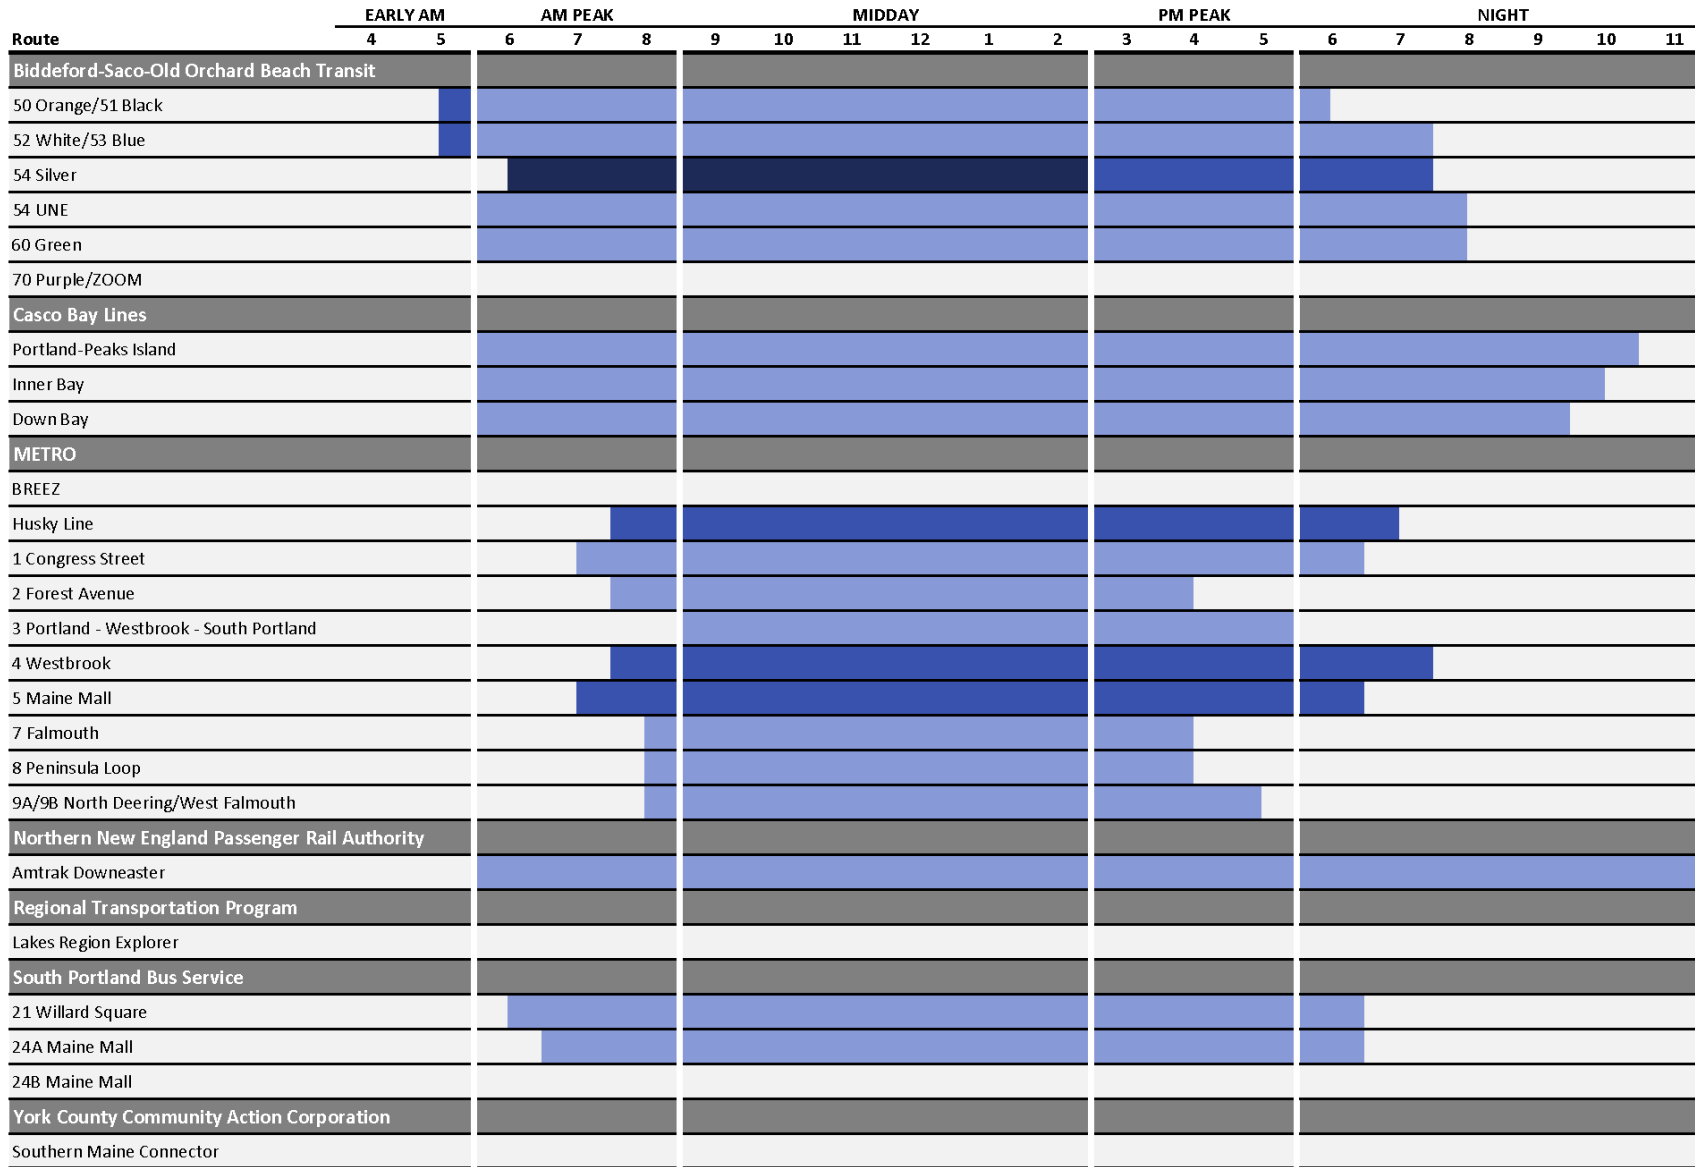 EARLY AM AM PEAK MIDDAY PM PEAK NIGHT
Route 4 5 6 7 8 9 10 11 12 1 2 3 4 5 6 7 8 9 10 11
Biddeford-Saco-Old Orchard Beach Transit
50 Orange/51 Black
52 White/53 Blue
54 Silver
54 UNE
60 Green
70 Purple/ZOOM
Casco Bay Lines
Portland-Peaks Island
Inner Bay
Down Bay
METRO
BREEZ
Husky Line
1 Congress Street
2 Forest Avenue
3 Portland - Westbrook - South Portland
4 Westbrook
5 Maine Mall
7 Falmouth
8 Peninsula Loop
9A/9B North Deering/West Falmouth
Northern New England Passenger Rail Authority
Amtrak Downeaster
Regional Transportation Program
Lakes Region Explorer
South Portland Bus Service
21 Willard Square
24A Maine Mall
24B Maine Mall
York County Community Action Corporation
Southern Maine Connector